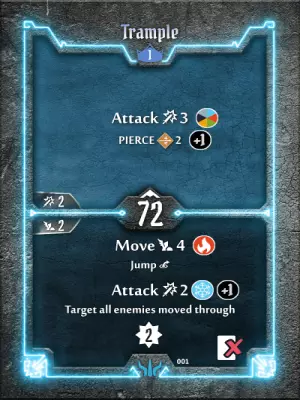 Trample
1
Attack 3
PIERCE 2 +1
2
72
2
Move 4
Jump
Attack 2 +1
Target all enemies moved through
2
001